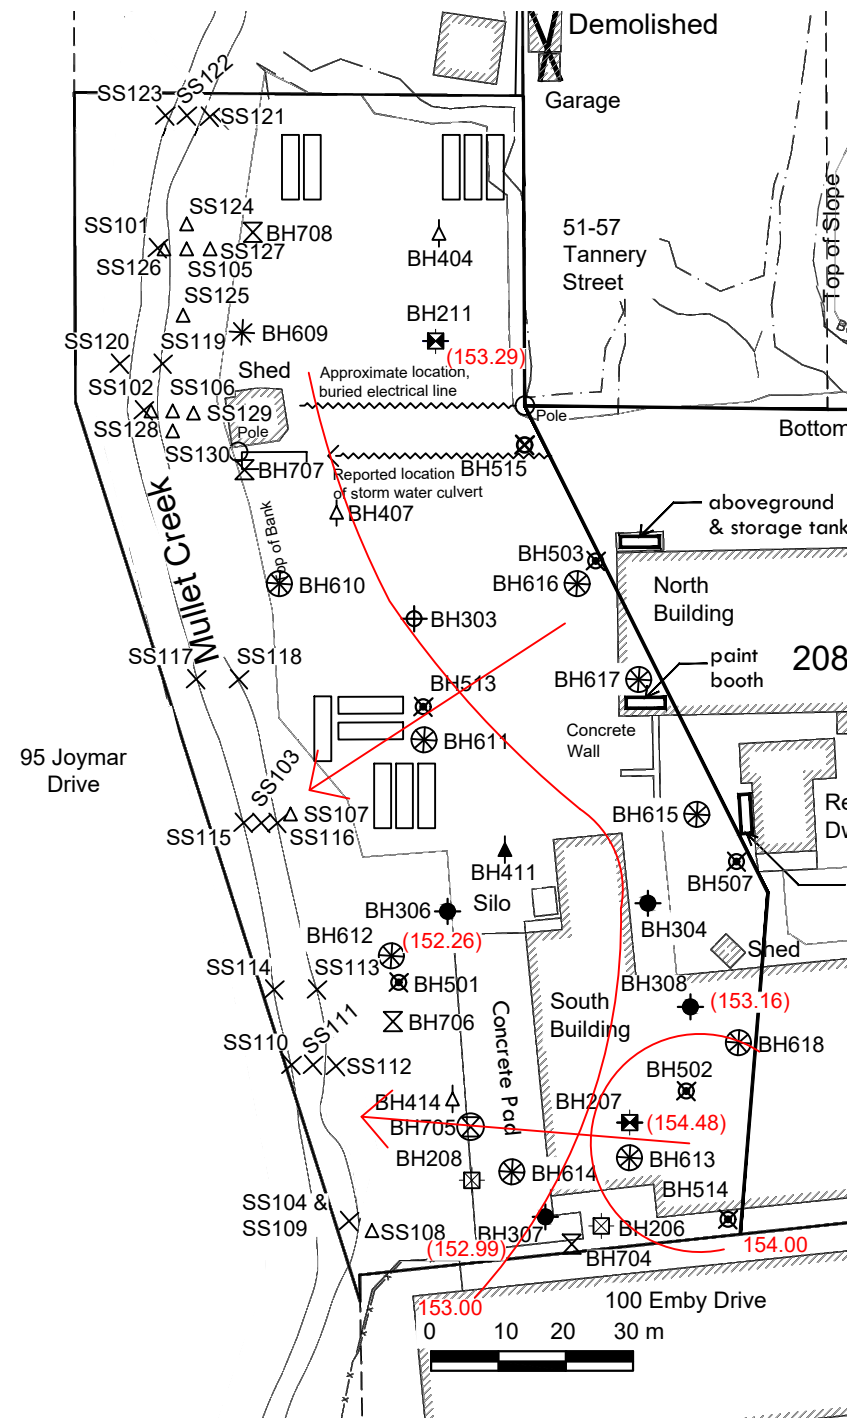 Demolished
SS122
SS123
SS121
Garage
SS124
SS101
BH708
SS127
SS126
SS105
BH404
51-57
Tannery
Street
Top of Slope
SS125
BH211
BH609
(153.29)
SS120
SS119
Shed
Approximate location,
buried electrical line
SS102
SS106
SS129
Pole
SS128
Pole
Bottom
SS130
BH707
BH515
Reported location
of storm water culvert
BH407
aboveground
& storage tank
Mullet Creek
Top of Bank
BH503
BH610
BH616
North
Building
BH303
SS117
SS118
208
paint
booth
BH513
BH617
BH611
Concrete
Wall
95 Joymar
Drive
SS103
SS107
SS115
SS116
BH615
Re
Dw
BH411
BH507
BH306
Silo
BH304
BH612
(152.26)
Shed
SS114
SS113
BH501
BH308
(153.16)
South
Building
BH706
Concrete Pad
SS110
SS111
SS112
BH618
BH502
BH414
BH207
(154.48)
BH705
BH208
BH614
BH613
BH514
SS104 &
SS109
SS108
BH307
BH206
(152.99)
BH704
154.00
153.00
100 Emby Drive
0 10 20 30 m